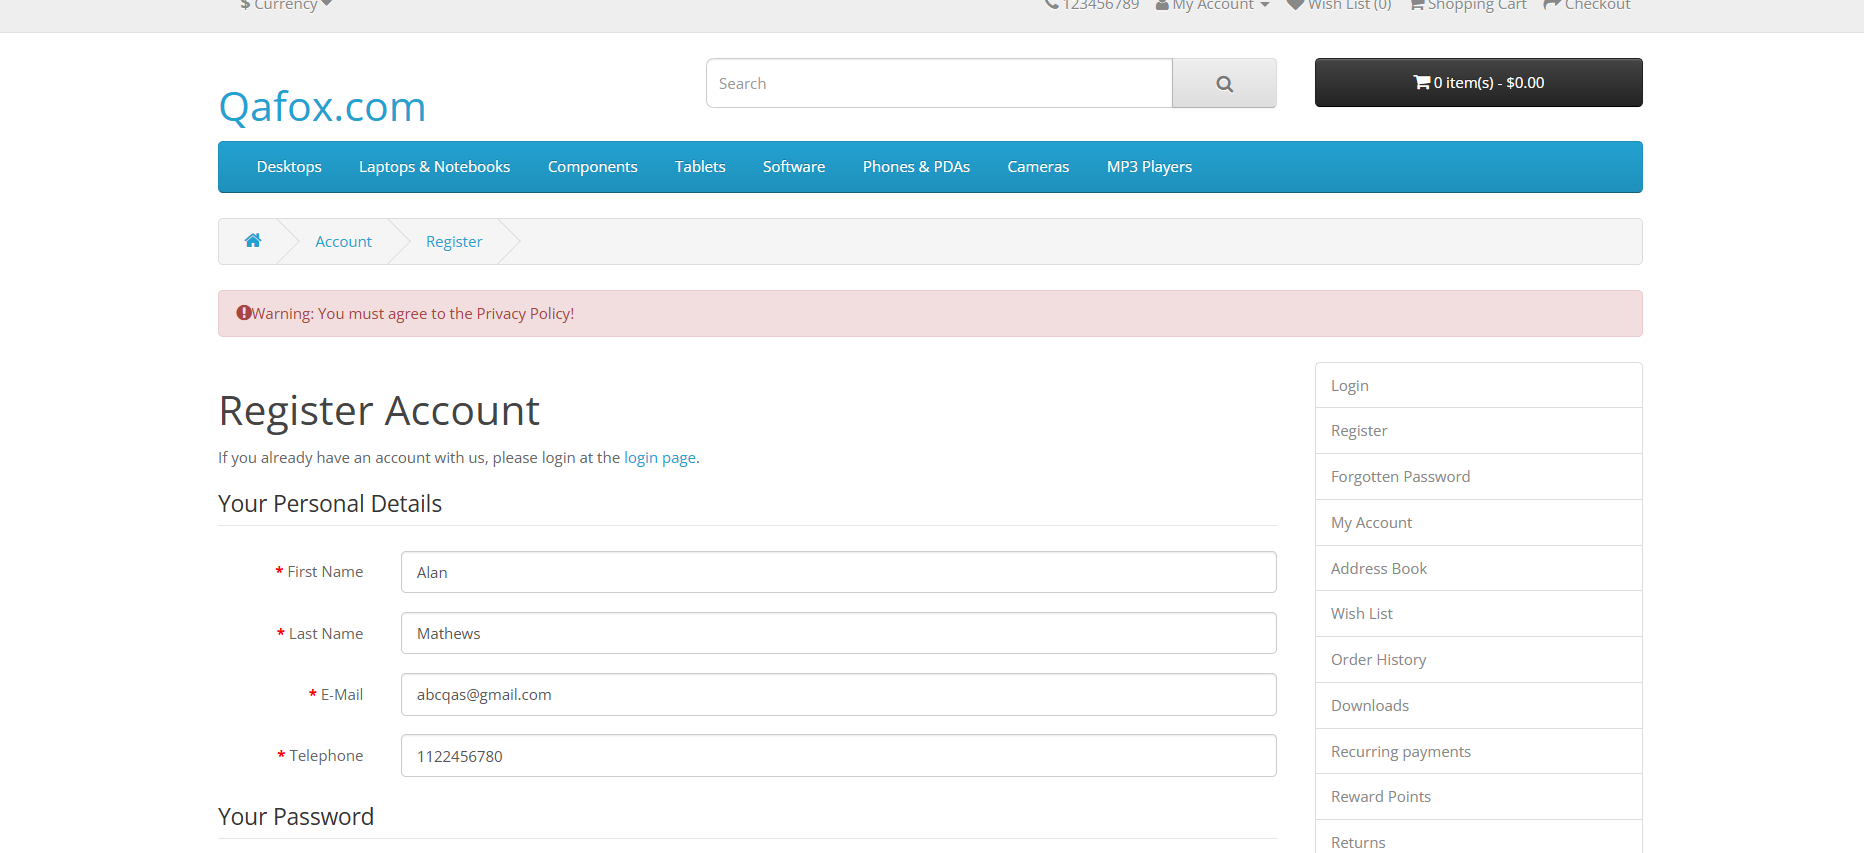 $ Currency
123456789 My Account Wish List (0) Shopping Cart Checkout
Qafox.com
Search
0 item(s) - $0.00
Desktops Laptops & Notebooks Components Tablets Software Phones & PDAs Cameras MP3 Players
Account Register
Warning: You must agree to the Privacy Policy!
Register Account
If you already have an account with us, please login at the login page.
Your Personal Details
* First Name Alan
* Last Name Mathews
* E-Mail abcqas@gmail.com
* Telephone 1122456780
Your Password
Login
Register
Forgotten Password
My Account
Address Book
Wish List
Order History
Downloads
Recurring payments
Reward Points
Returns